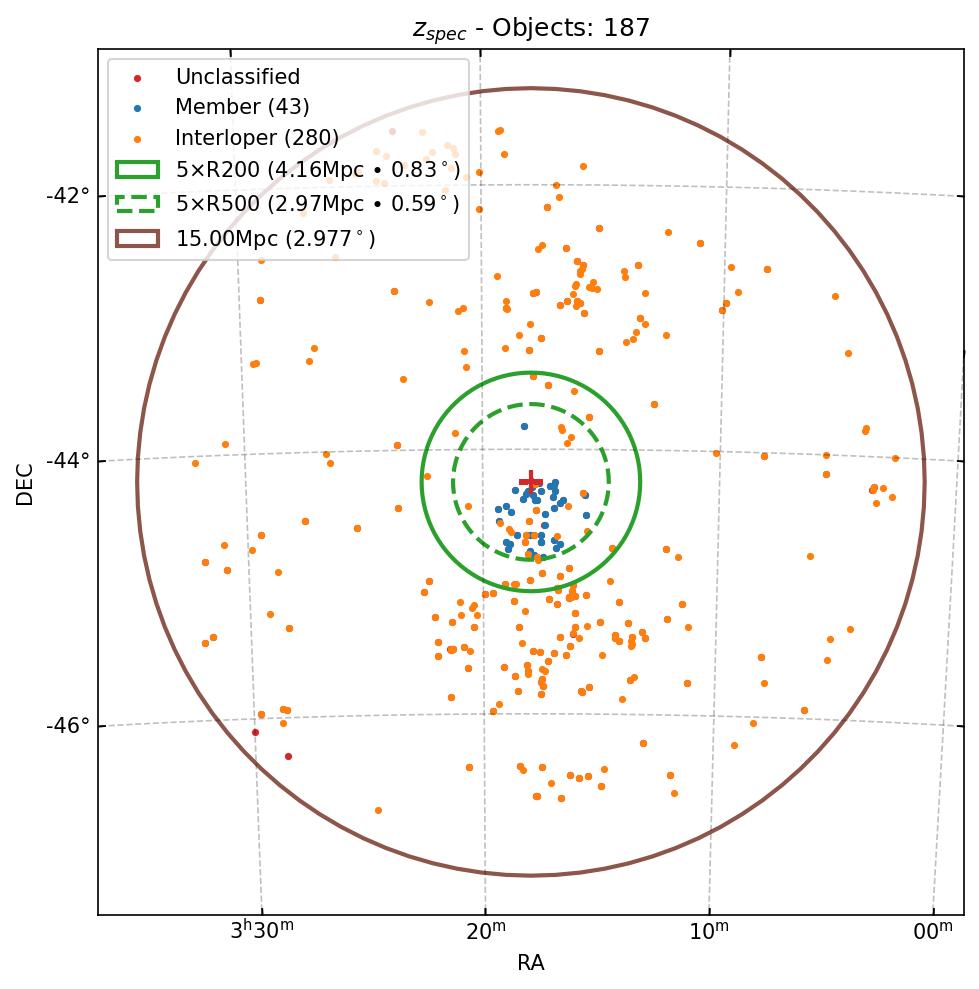 z_spec - Objects: 187
Unclassified
Member (43)
Interloper (280)
5×R200 (4.16Mpc • 0.83°)
5×R500 (2.97Mpc • 0.59°)
15.00Mpc (2.977°)
-42°
-44°
-46°
DEC
3ʰ30ᵐ 20ᵐ 10ᵐ 00ᵐ
RA